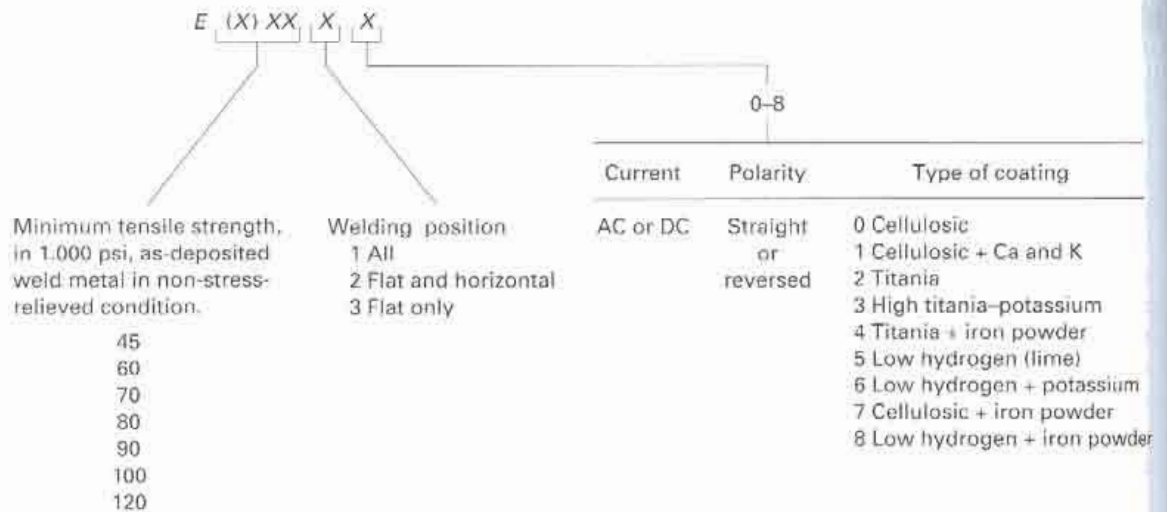 E (X) XX X X
0–8
Current Polarity Type of coating
Minimum tensile strength,
in 1.000 psi, as-deposited
weld metal in non-stress-
relieved condition.
45
60
70
80
90
100
120
Welding position
1 All
2 Flat and horizontal
3 Flat only
AC or DC
Straight
or
reversed
0 Cellulosic
1 Cellulosic + Ca and K
2 Titania
3 High titania–potassium
4 Titania + iron powder
5 Low hydrogen (lime)
6 Low hydrogen + potassium
7 Cellulosic + iron powder
8 Low hydrogen + iron powder